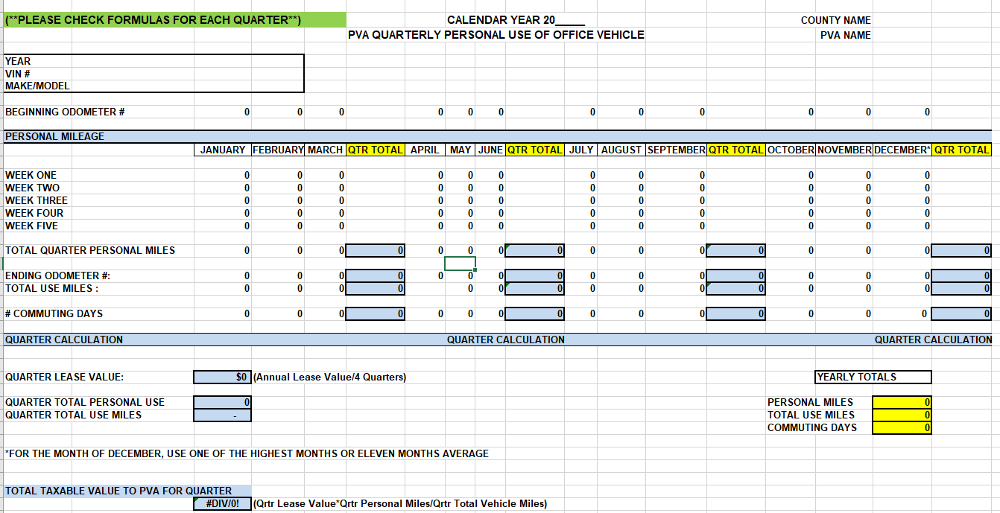 (**PLEASE CHECK FORMULAS FOR EACH QUARTER**) CALENDAR YEAR 20_____ COUNTY NAME
PVA QUARTERLY PERSONAL USE OF OFFICE VEHICLE PVA NAME
YEAR
VIN #
MAKE/MODEL
BEGINNING ODOMETER # 0 0 0 0 0 0 0 0 0 0 0 0
PERSONAL MILEAGE
JANUARY FEBRUARY MARCH QTR TOTAL APRIL MAY JUNE QTR TOTAL JULY AUGUST SEPTEMBER QTR TOTAL OCTOBER NOVEMBER DECEMBER* QTR TOTAL
WEEK ONE 0 0 0 0 0 0 0 0 0 0 0 0
WEEK TWO 0 0 0 0 0 0 0 0 0 0 0 0
WEEK THREE 0 0 0 0 0 0 0 0 0 0 0 0
WEEK FOUR 0 0 0 0 0 0 0 0 0 0 0 0
WEEK FIVE 0 0 0 0 0 0 0 0 0 0 0 0
TOTAL QUARTER PERSONAL MILES 0 0 0 0 0 0 0 0 0 0 0 0 0 0 0 0
ENDING ODOMETER #: 0 0 0 0 0 0 0 0 0 0 0 0 0 0 0 0
TOTAL USE MILES : 0 0 0 0 0 0 0 0 0 0 0 0 0 0 0
# COMMUTING DAYS 0 0 0 0 0 0 0 0 0 0 0 0 0 0 0 0
QUARTER CALCULATION QUARTER CALCULATION QUARTER CALCULATION
QUARTER LEASE VALUE: $0 (Annual Lease Value/4 Quarters) YEARLY TOTALS
QUARTER TOTAL PERSONAL USE 0 PERSONAL MILES 0
QUARTER TOTAL USE MILES - TOTAL USE MILES 0
COMMUTING DAYS 0
*FOR THE MONTH OF DECEMBER, USE ONE OF THE HIGHEST MONTHS OR ELEVEN MONTHS AVERAGE
TOTAL TAXABLE VALUE TO PVA FOR QUARTER
#DIV/0! (Qrtr Lease Value*Qrtr Personal Miles/Qrtr Total Vehicle Miles)